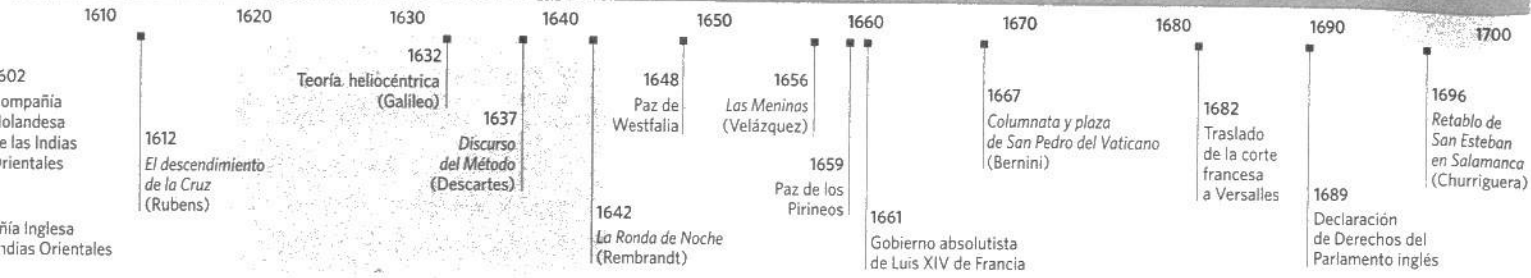 1610 1620 1630 1640 1650 1660 1670 1680 1690 1700
602
ompañía
olandesa
e las Indias
rientales
ñía Inglesa
ndias Orientales
1612
El descendimiento
de la Cruz
(Rubens)
1632
Teoría heliocéntrica
(Galileo)
1637
Discurso
del Método
(Descartes)
1642
La Ronda de Noche
(Rembrandt)
1648
Paz de
Westfalia
1656
Las Meninas
(Velázquez)
1659
Paz de los
Pirineos
1661
Gobierno absolutista
de Luis XIV de Francia
1667
Columnata y plaza
de San Pedro del Vaticano
(Bernini)
1682
Traslado
de la corte
francesa
a Versalles
1689
Declaración
de Derechos del
Parlamento inglés
1696
Retablo de
San Esteban
en Salamanca
(Churriguera)